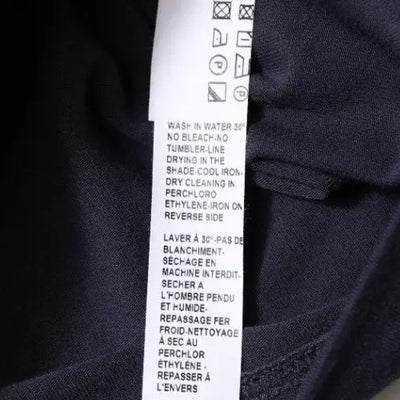 WASH IN WATER 30°
NO BLEACH-NO
TUMBLER-LINE
DRYING IN THE
SHADE-COOL IRON-
DRY CLEANING IN
PERCHLORO
ETHYLENE-IRON ON
REVERSE SIDE
LAVER À 30°-PAS DE
BLANCHIMENT-
SÉCHAGE EN
MACHINE INTERDIT-
SECHER A
L'HOMBRE PENDU
ET HUMIDE-
REPASSAGE FER
FROID-NETTOYAGE
À SEC AU
PERCHLOR
ÉTHYLÈNE -
REPASSER À
L'ENVERS